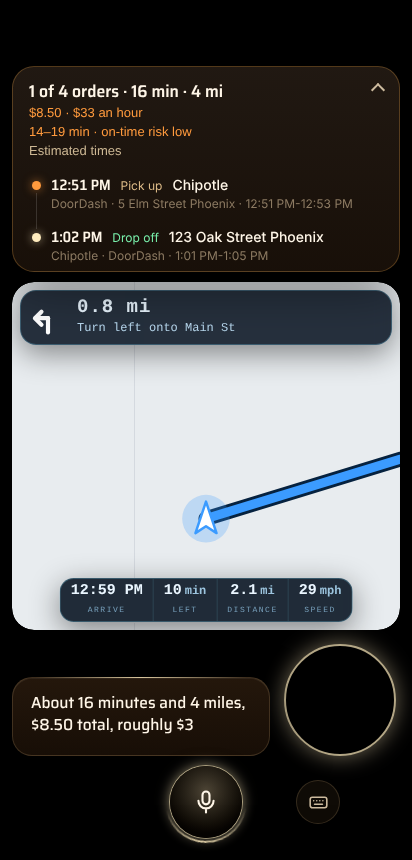 1 of 4 orders · 16 min · 4 mi
$8.50 · $33 an hour
14–19 min · on-time risk low
Estimated times
12:51 PM Pick up Chipotle
DoorDash · 5 Elm Street Phoenix · 12:51 PM-12:53 PM
1:02 PM Drop off 123 Oak Street Phoenix
Chipotle · DoorDash · 1:01 PM-1:05 PM
0.8 mi
Turn left onto Main St
12:59 PM 10 min 2.1 mi 29 mph
ARRIVE LEFT DISTANCE SPEED
About 16 minutes and 4 miles,
$8.50 total, roughly $3